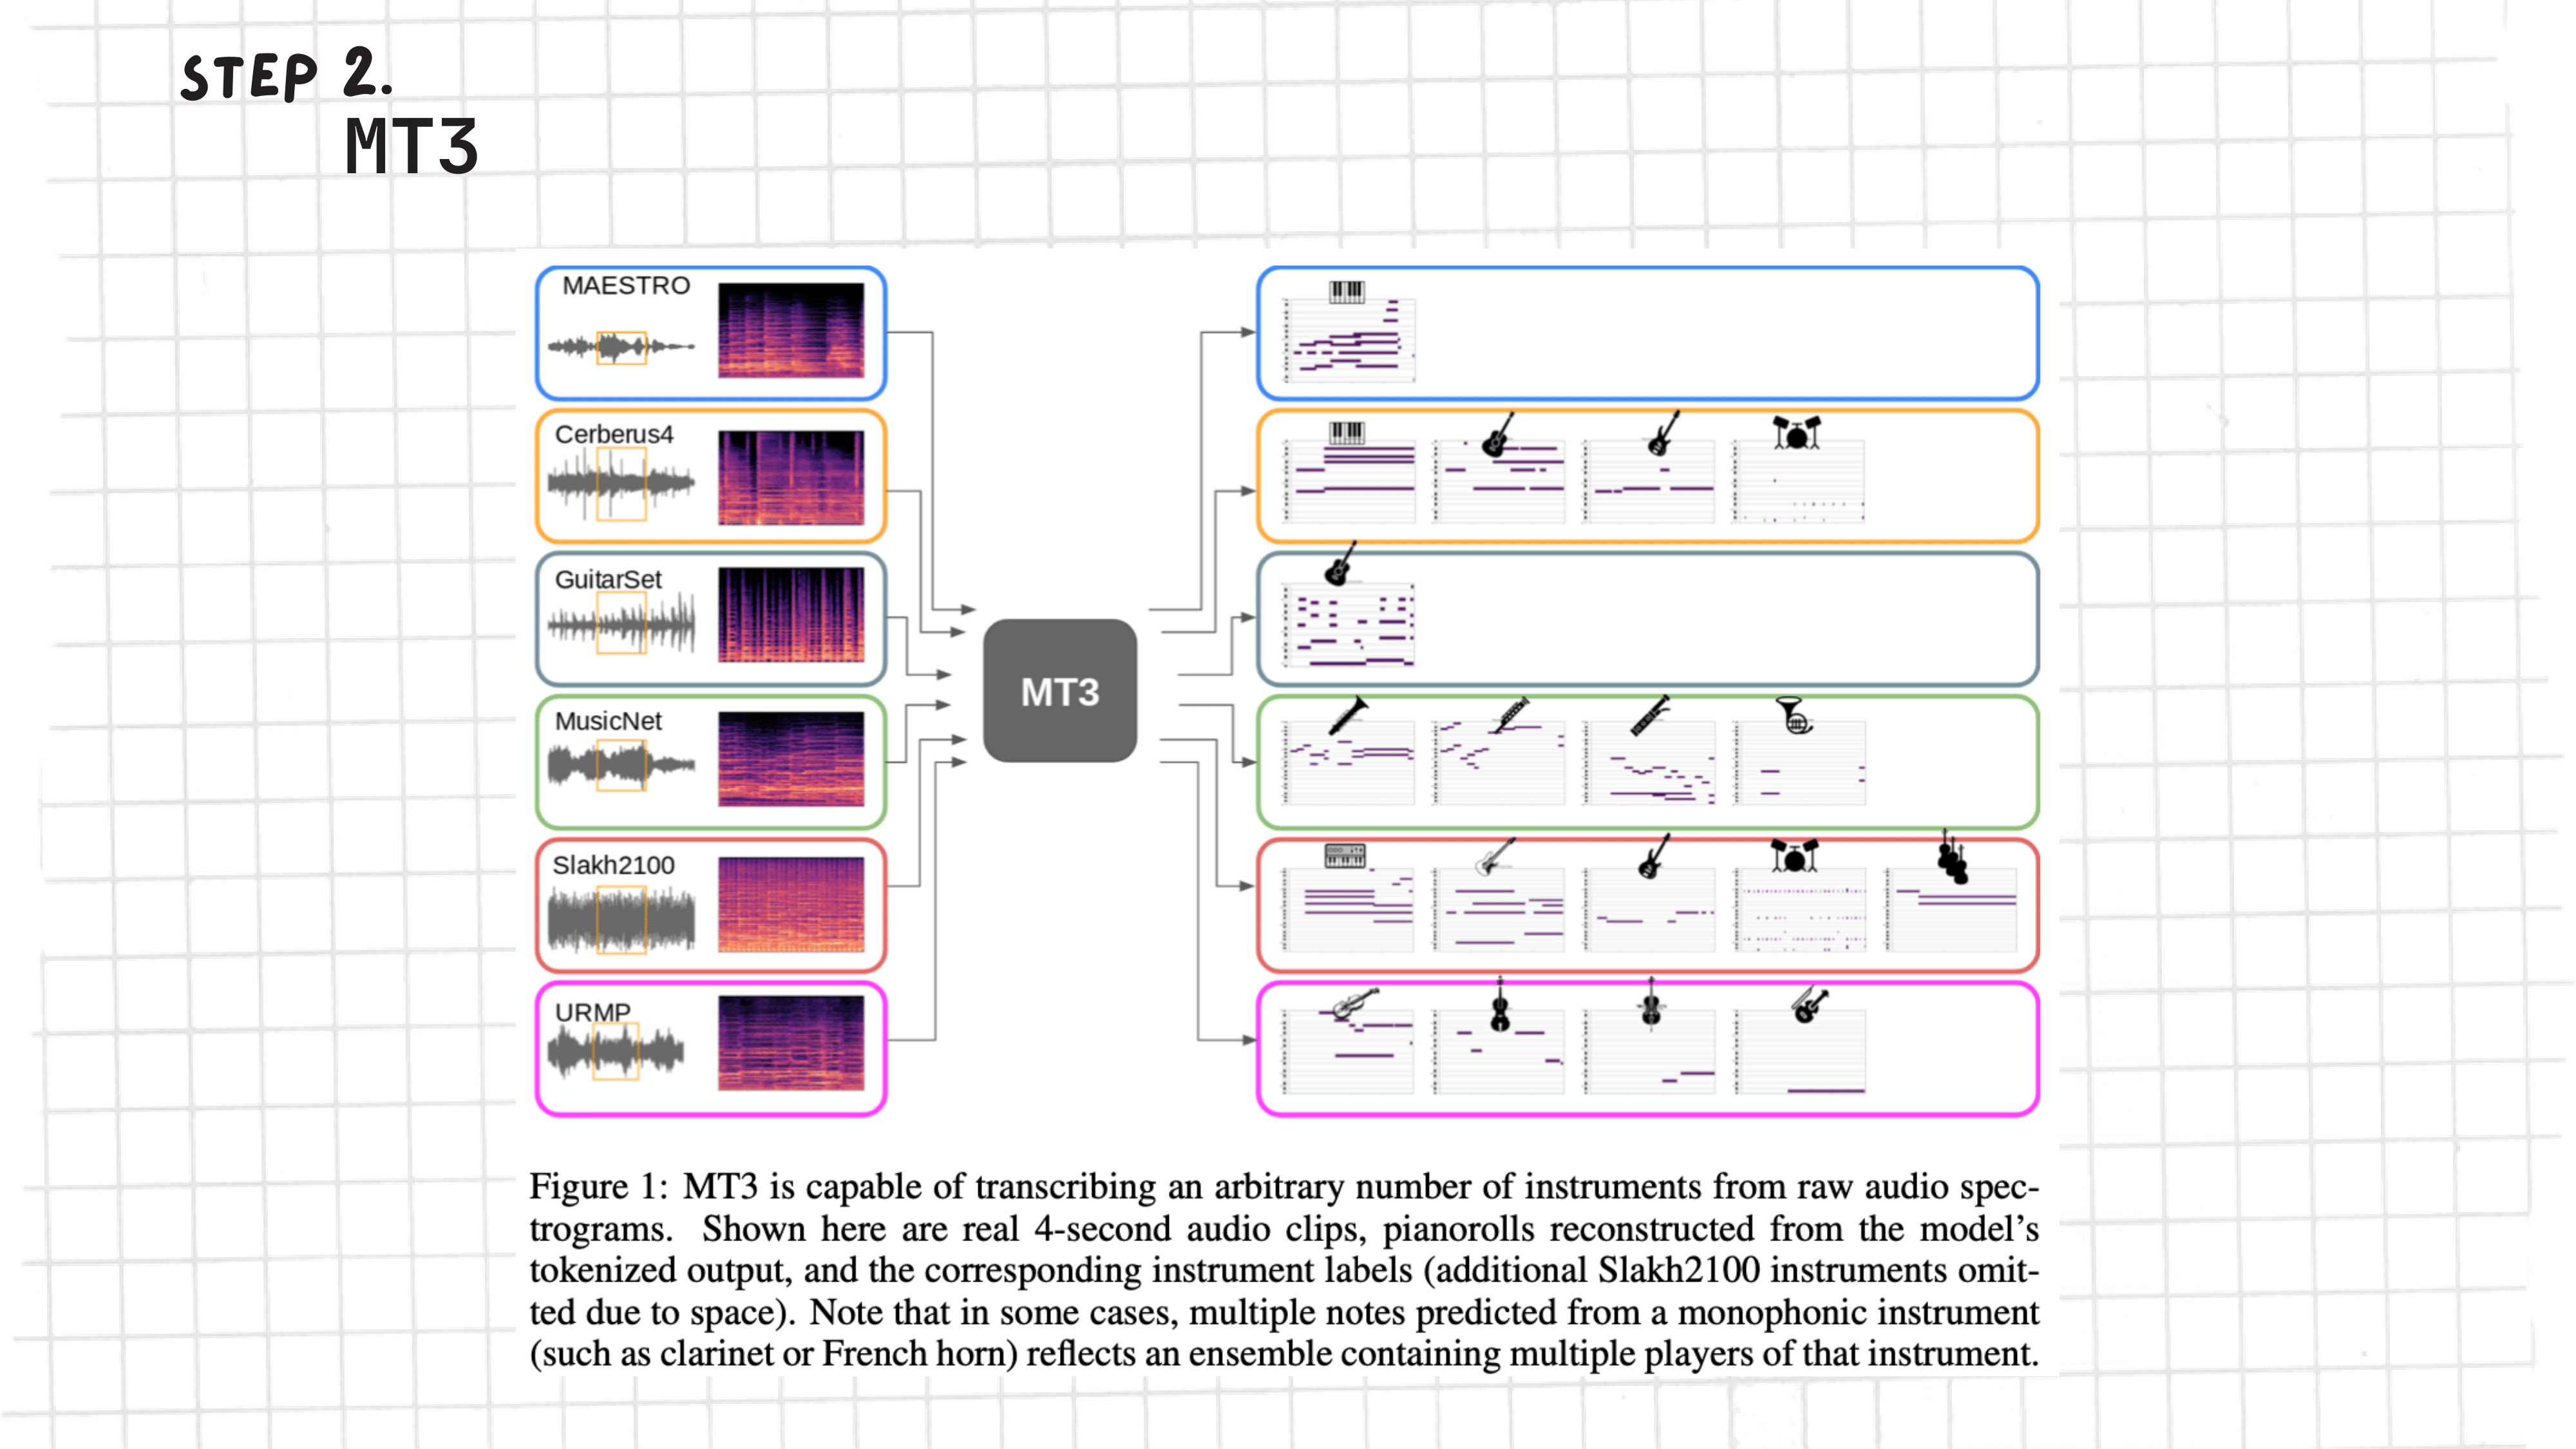 STEP 2.
MT3
MAESTRO
Cerberus4
GuitarSet
MusicNet
Slakh2100
URMP
MT3
Figure 1: MT3 is capable of transcribing an arbitrary number of instruments from raw audio spec-
trograms. Shown here are real 4-second audio clips, pianorolls reconstructed from the model's
tokenized output, and the corresponding instrument labels (additional Slakh2100 instruments omit-
ted due to space). Note that in some cases, multiple notes predicted from a monophonic instrument
(such as clarinet or French horn) reflects an ensemble containing multiple players of that instrument.